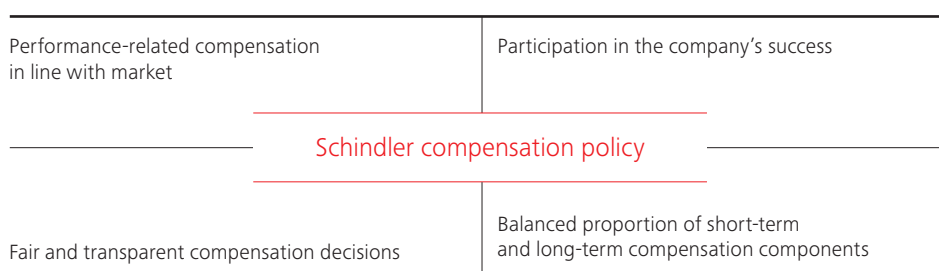 Performance-related compensation
in line with market
Participation in the company’s success
Schindler compensation policy
Fair and transparent compensation decisions
Balanced proportion of short-term
and long-term compensation components